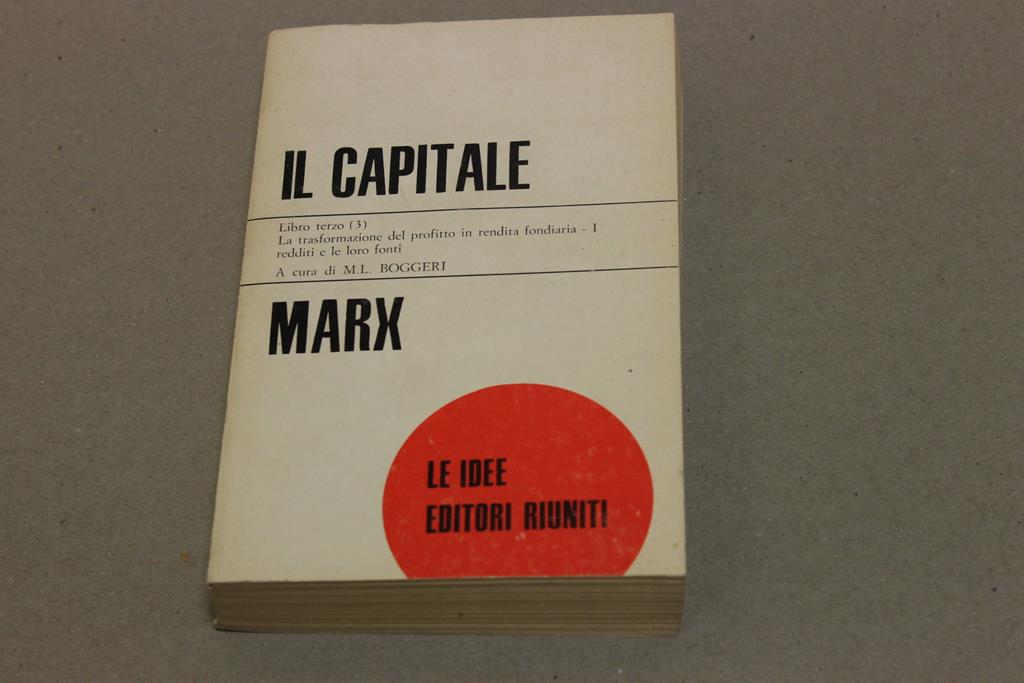 IL CAPITALE
Libro terzo (3)
La trasformazione del profitto in rendita fondiaria - I
redditi e le loro fonti
A cura di M.L. BOGGERI
MARX
LE IDEE
EDITORI RIUNITI